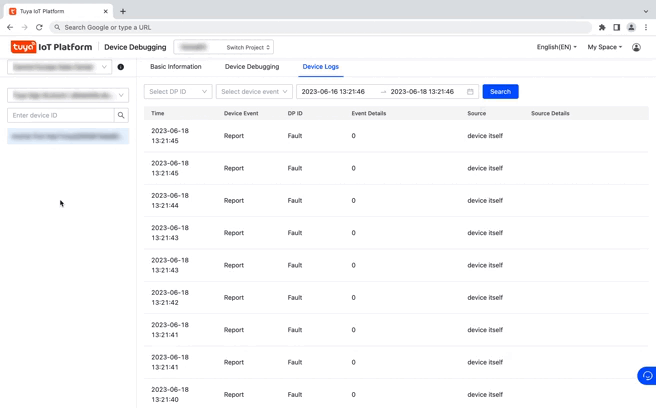 Tuya IoT Platform
Search Google or type a URL
tuya IoT Platform
Device Debugging
Switch Project
English(EN)
My Space
Basic Information
Device Debugging
Device Logs
Select DP ID
Select device event
2023-06-16 13:21:46
2023-06-18 13:21:46
Search
Enter device ID
Time Device Event DP ID Event Details Source Source Details
2023-06-18
13:21:45 Report Fault 0 device itself
2023-06-18
13:21:45 Report Fault 0 device itself
2023-06-18
13:21:44 Report Fault 0 device itself
2023-06-18
13:21:43 Report Fault 0 device itself
2023-06-18
13:21:43 Report Fault 0 device itself
2023-06-18
13:21:42 Report Fault 0 device itself
2023-06-18
13:21:41 Report Fault 0 device itself
2023-06-18
13:21:41 Report Fault 0 device itself
2023-06-18
13:21:40 Report Fault 0 device itself